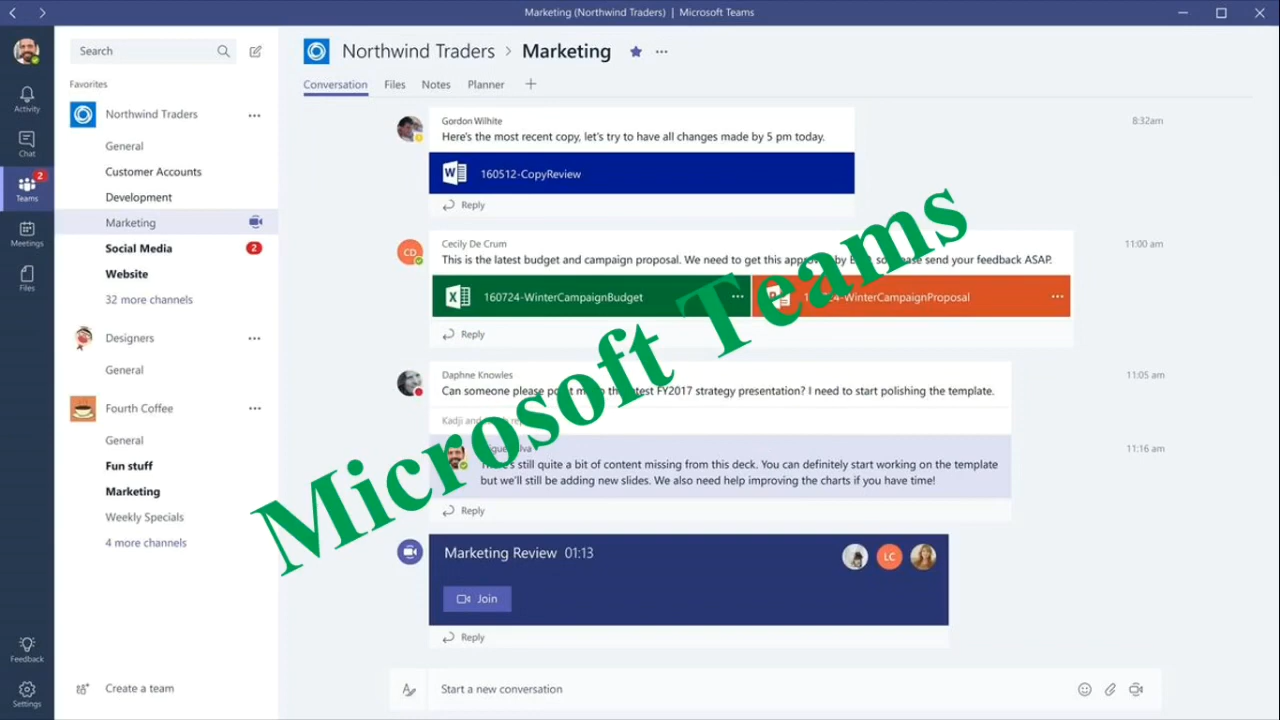 Marketing (Northwind Traders) | Microsoft Teams
Search
Favorites
Northwind Traders
General
Customer Accounts
Development
Marketing
Social Media 2
Website
32 more channels
Designers
General
Fourth Coffee
General
Fun stuff
Marketing
Weekly Specials
4 more channels
Create a team
Activity
Chat
2
Teams
Meetings
Files
Feedback
Settings
Northwind Traders > Marketing
Conversation Files Notes Planner
Gordon Wilhite 8:32am
Here's the most recent copy, let's try to have all changes made by 5 pm today.
160512-CopyReview
Reply
Cecily De Crum 11:00 am
CD
This is the latest budget and campaign proposal. We need to get this by send your feedback ASAP.
160724-WinterCampaignBudget -WinterCampaignProposal
Reply
Daphne Knowles 11:05 am
Can someone please the FY2017 strategy presentation? I need to start polishing the template.
Kadji and
11:16 am
still quite a bit of content missing from this deck. You can definitely start working on the template
but we'll still be adding new slides. We also need help improving the charts if you have time!
Reply
Marketing Review 01:13
LC
Join
Reply
Start a new conversation
Microsoft Teams